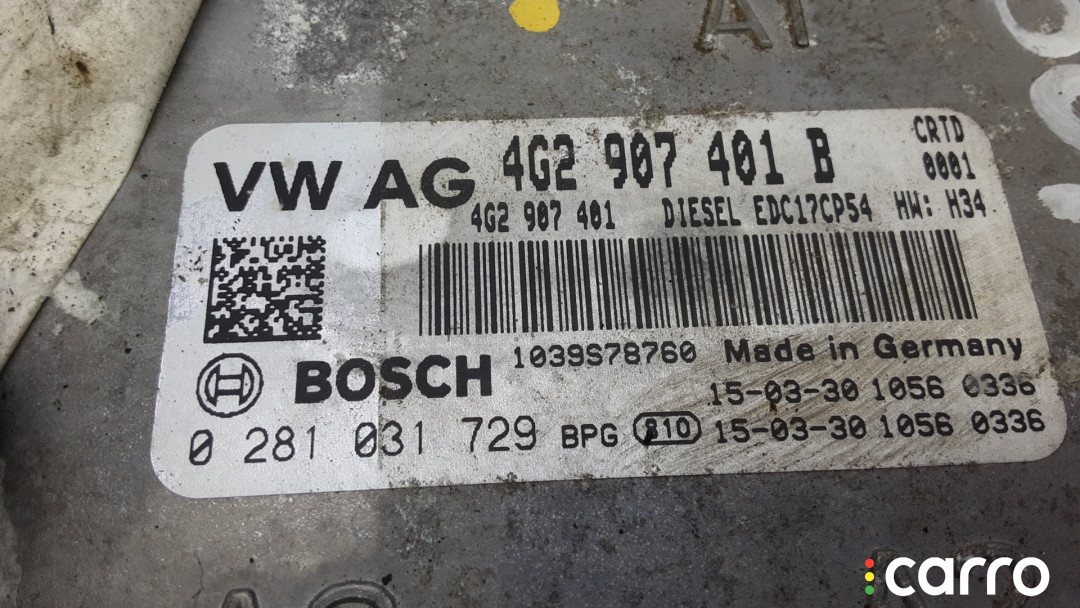 AI
VW AG 4G2 907 401 B CRTD
0001
4G2 907 401 DIESEL EDC17CP54 HW: H34
1039S78760 Made in Germany
BOSCH
15-03-30 1056 0336
0 281 031 729 BPG 810 15-03-30 1056 0336
carro